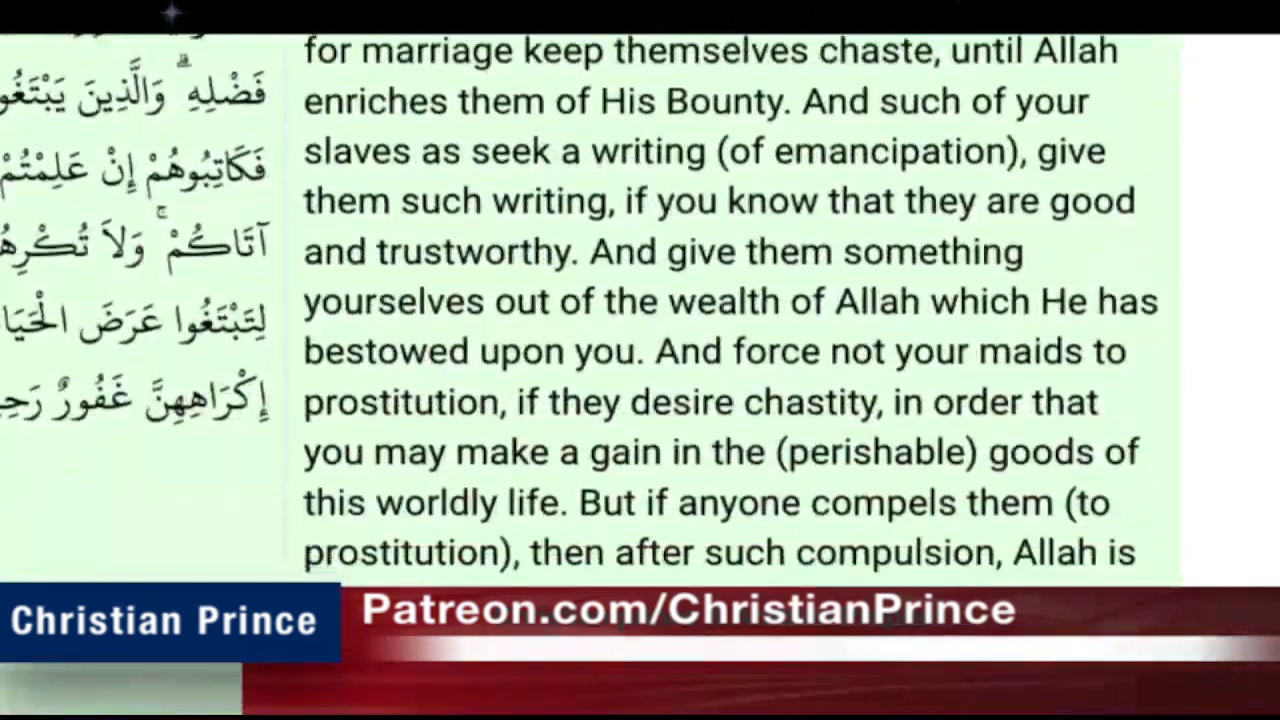 for marriage keep themselves chaste, until Allah
enriches them of His Bounty. And such of your
slaves as seek a writing (of emancipation), give
them such writing, if you know that they are good
and trustworthy. And give them something
yourselves out of the wealth of Allah which He has
bestowed upon you. And force not your maids to
prostitution, if they desire chastity, in order that
you may make a gain in the (perishable) goods of
this worldly life. But if anyone compels them (to
prostitution), then after such compulsion, Allah is
فَضْلِهِ ۗ وَالَّذِينَ
فَكَاتِبُوهُمْ إِنْ عَلِمْتُمْ
آتَاكُمْ ۚ وَلاَ
لِتَبْتَغُوا عَرَضَ
إِكْرَاهِهِنَّ غَفُورٌ
Christian Prince
Patreon.com/ChristianPrince